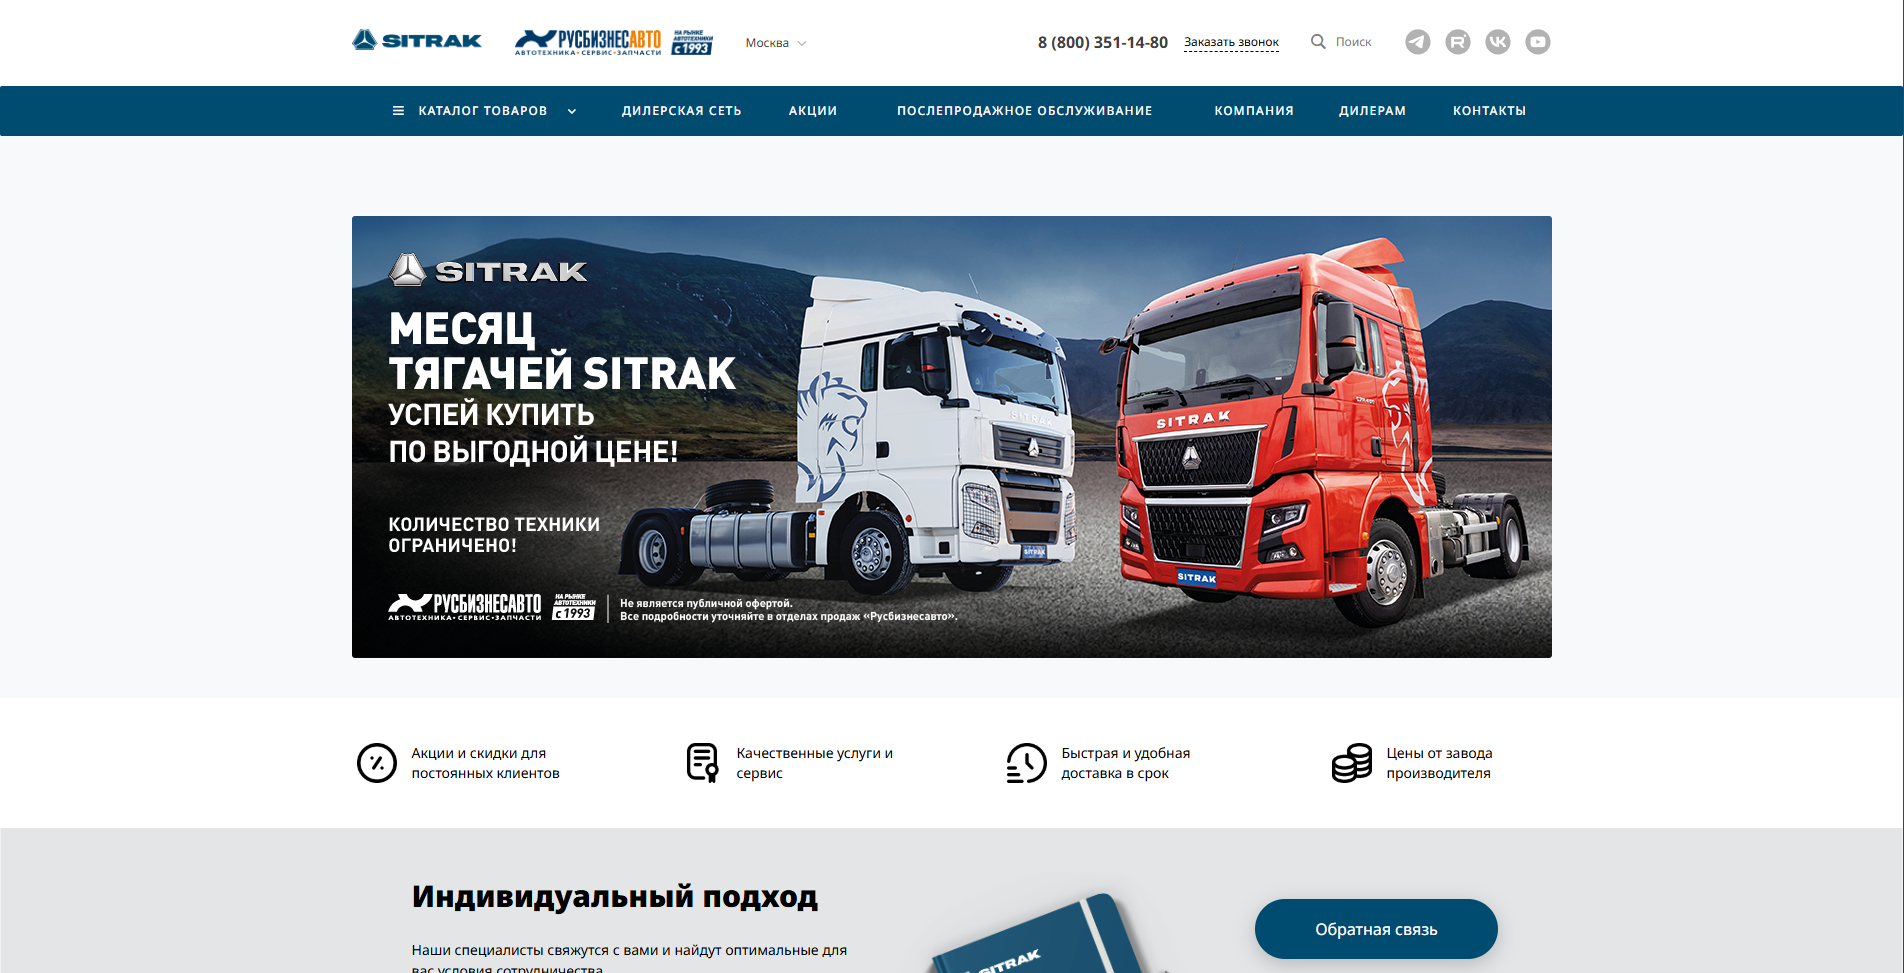 SITRAK
РУСБИЗНЕСАВТО
АВТОТЕХНИКА•СЕРВИС•ЗАПЧАСТИ
НА РЫНКЕ
АВТОТЕХНИКИ
с 1993
Москва
8 (800) 351-14-80
Заказать звонок
Поиск
КАТАЛОГ ТОВАРОВ
ДИЛЕРСКАЯ СЕТЬ
АКЦИИ
ПОСЛЕПРОДАЖНОЕ ОБСЛУЖИВАНИЕ
КОМПАНИЯ
ДИЛЕРАМ
КОНТАКТЫ
SITRAK
МЕСЯЦ
ТЯГАЧЕЙ SITRAK
УСПЕЙ КУПИТЬ
ПО ВЫГОДНОЙ ЦЕНЕ!
КОЛИЧЕСТВО ТЕХНИКИ
ОГРАНИЧЕНО!
SITRAK
SITRAK
SITRAK
SITRAK
РУСБИЗНЕСАВТО
АВТОТЕХНИКА•СЕРВИС•ЗАПЧАСТИ
НА РЫНКЕ
АВТОТЕХНИКИ
с 1993
Не является публичной офертой.
Все подробности уточняйте в отделах продаж «Русбизнесавто».
Акции и скидки для
постоянных клиентов
Качественные услуги и
сервис
Быстрая и удобная
доставка в срок
Цены от завода
производителя
Индивидуальный подход
Наши специалисты свяжутся с вами и найдут оптимальные для
вас условия сотрудничества
SITRAK
Обратная связь